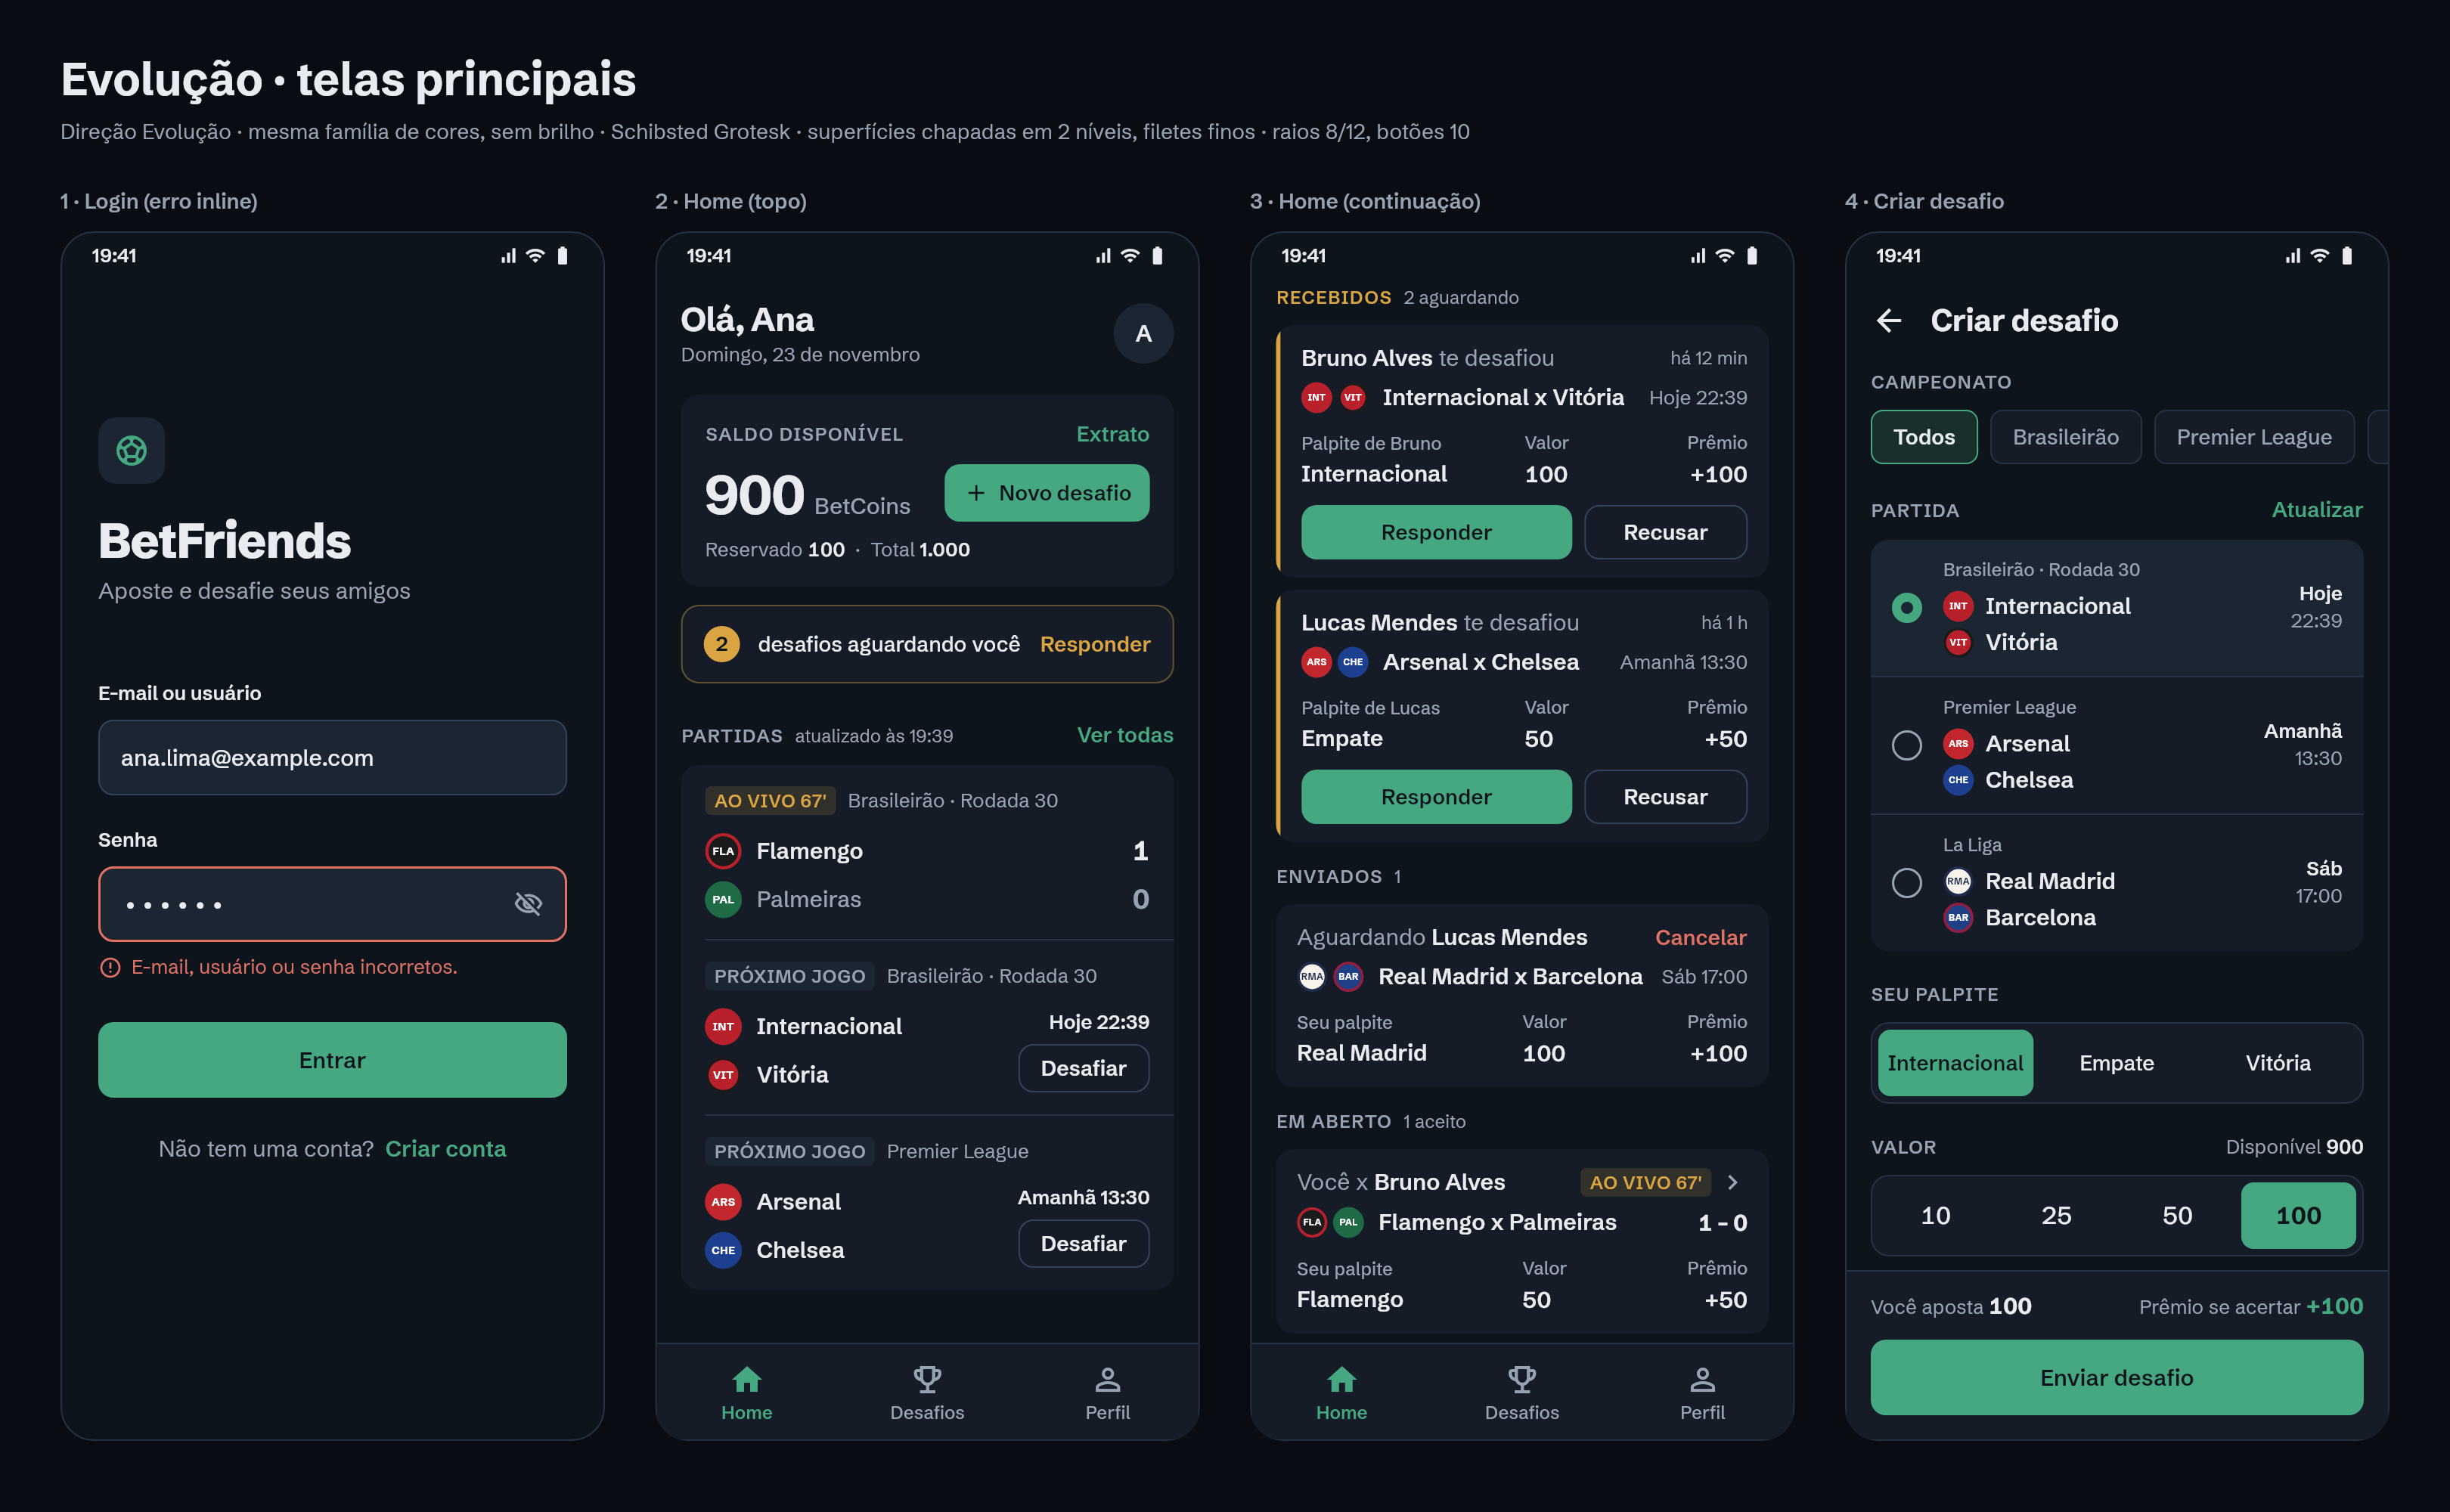 Evolução · telas principais
Direção Evolução · mesma família de cores, sem brilho · Schibsted Grotesk · superfícies chapadas em 2 níveis, filetes finos · raios 8/12, botões 10
1 · Login (erro inline)
19:41
BetFriends
Aposte e desafie seus amigos
E-mail ou usuário
ana.lima@example.com
Senha
••••••
E-mail, usuário ou senha incorretos.
Entrar
Não tem uma conta? Criar conta
2 · Home (topo)
19:41
Olá, Ana
A
Domingo, 23 de novembro
SALDO DISPONÍVEL Extrato
900 BetCoins + Novo desafio
Reservado 100 · Total 1.000
2 desafios aguardando você Responder
PARTIDAS atualizado às 19:39 Ver todas
AO VIVO 67' Brasileirão · Rodada 30
FLA Flamengo 1
PAL Palmeiras 0
PRÓXIMO JOGO Brasileirão · Rodada 30
INT Internacional Hoje 22:39
VIT Vitória Desafiar
PRÓXIMO JOGO Premier League
ARS Arsenal Amanhã 13:30
CHE Chelsea Desafiar
Home Desafios Perfil
3 · Home (continuação)
19:41
RECEBIDOS 2 aguardando
Bruno Alves te desafiou há 12 min
INT VIT Internacional x Vitória Hoje 22:39
Palpite de Bruno Valor Prêmio
Internacional 100 +100
Responder Recusar
Lucas Mendes te desafiou há 1 h
ARS CHE Arsenal x Chelsea Amanhã 13:30
Palpite de Lucas Valor Prêmio
Empate 50 +50
Responder Recusar
ENVIADOS 1
Aguardando Lucas Mendes Cancelar
RMA BAR Real Madrid x Barcelona Sáb 17:00
Seu palpite Valor Prêmio
Real Madrid 100 +100
EM ABERTO 1 aceito
Você x Bruno Alves AO VIVO 67'
FLA PAL Flamengo x Palmeiras 1 - 0
Seu palpite Valor Prêmio
Flamengo 50 +50
Home Desafios Perfil
4 · Criar desafio
19:41
Criar desafio
CAMPEONATO
Todos Brasileirão Premier League
PARTIDA Atualizar
Brasileirão · Rodada 30
INT Internacional Hoje
VIT Vitória 22:39
Premier League
ARS Arsenal Amanhã
CHE Chelsea 13:30
La Liga
RMA Real Madrid Sáb
BAR Barcelona 17:00
SEU PALPITE
Internacional Empate Vitória
VALOR Disponível 900
10 25 50 100
Você aposta 100 Prêmio se acertar +100
Enviar desafio